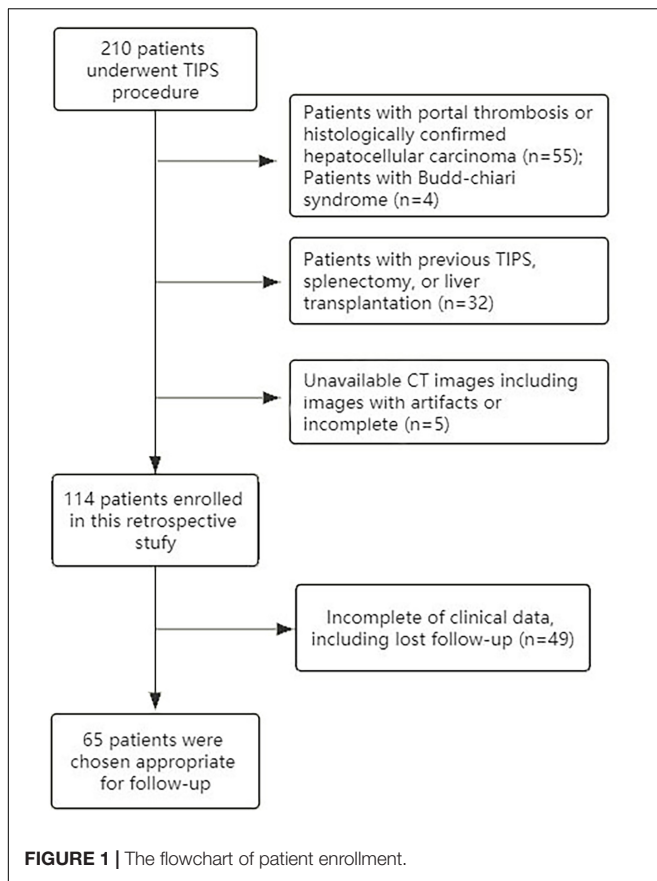 210 patients
underwent TIPS
procedure
Patients with portal thrombosis or
histologically confirmed
hepatocellular carcinoma (n=55);
Patients with Budd-chiari
syndrome (n=4)
Patients with previous TIPS,
splenectomy, or liver
transplantation (n=32)
Unavailable CT images including
images with artifacts or
incomplete (n=5)
114 patients enrolled
in this retrospective
stufy
Incomplete of clinical data,
including lost follow-up (n=49)
65 patients were
chosen appropriate
for follow-up
FIGURE 1 | The flowchart of patient enrollment.